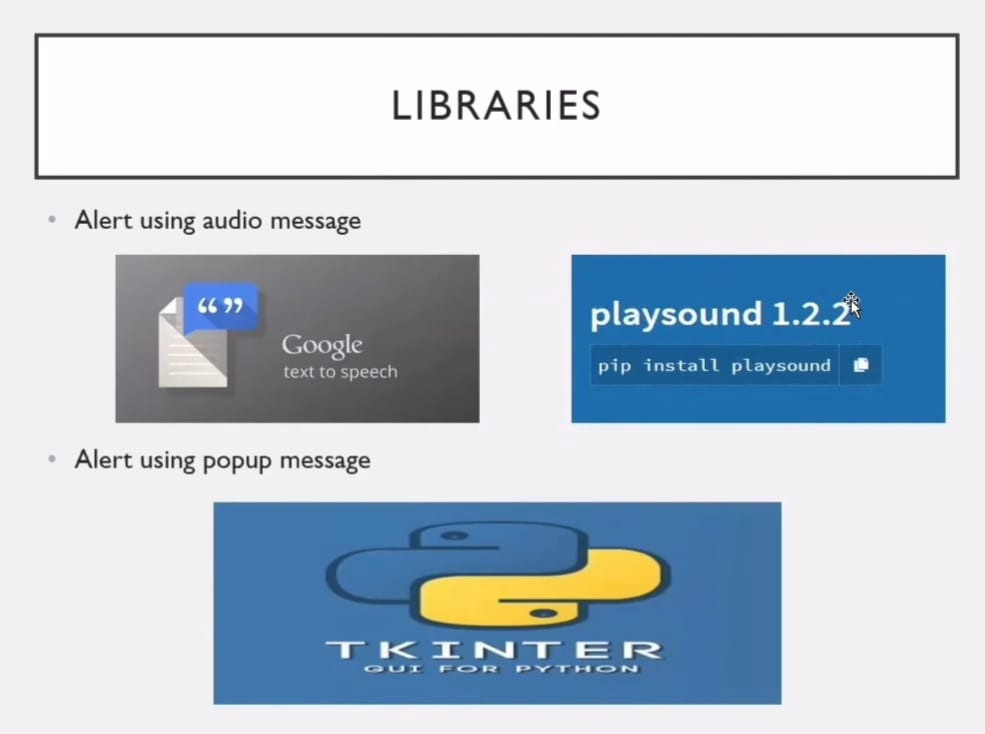 LIBRARIES
• Alert using audio message
“ ”
Google
text to speech
playsound 1.2.2
pip install playsound
• Alert using popup message
TKINTER
GUI FOR PYTHON